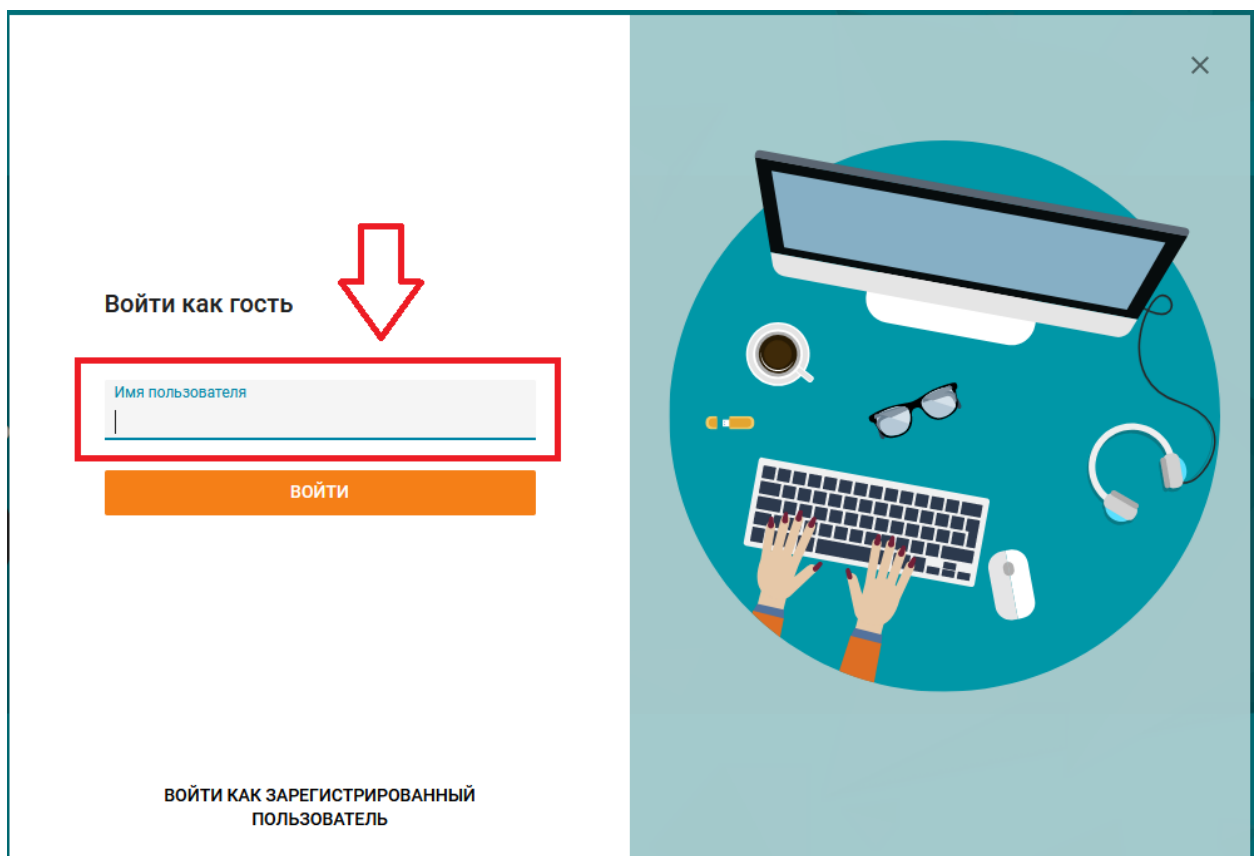 Войти как гость
Имя пользователя
ВОЙТИ
ВОЙТИ КАК ЗАРЕГИСТРИРОВАННЫЙ
ПОЛЬЗОВАТЕЛЬ